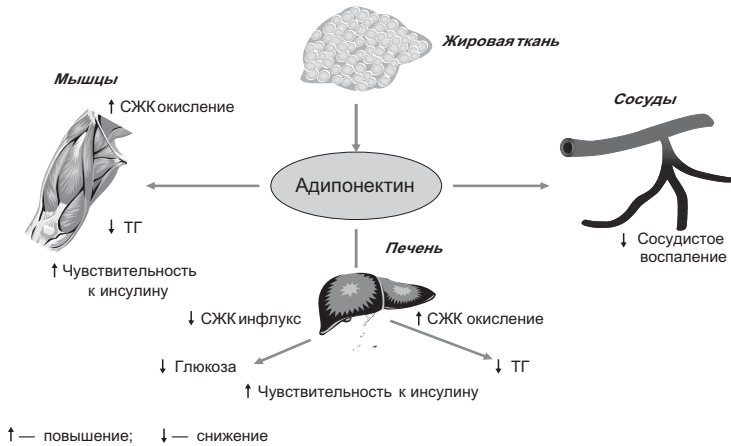 Жировая ткань
Мышцы
↑ СЖК окисление
Сосуды
Адипонектин
↓ ТГ
↓ Сосудистое
воспаление
Печень
↑ Чувствительность
к инсулину
↓ СЖК инфлукс
↑ СЖК окисление
↓ Глюкоза
↓ ТГ
↑ Чувствительность к инсулину
↑ — повышение; ↓ — снижение